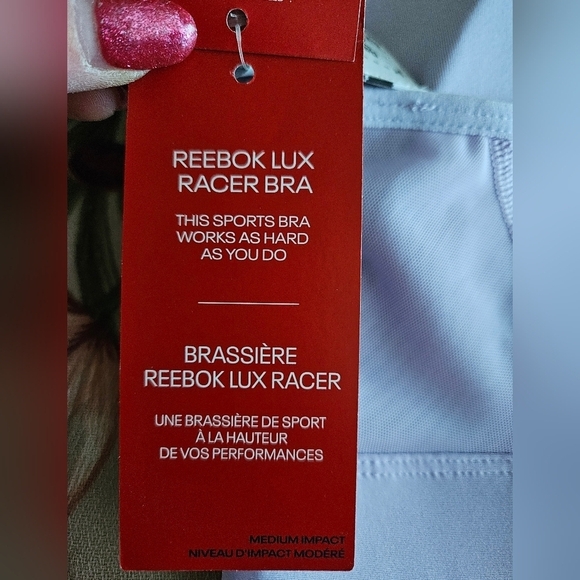 REEBOK LUX
RACER BRA
THIS SPORTS BRA
WORKS AS HARD
AS YOU DO
BRASSIÈRE
REEBOK LUX RACER
UNE BRASSIÈRE DE SPORT
À LA HAUTEUR
DE VOS PERFORMANCES
MEDIUM IMPACT
NIVEAU D'IMPACT MODÉRÉ